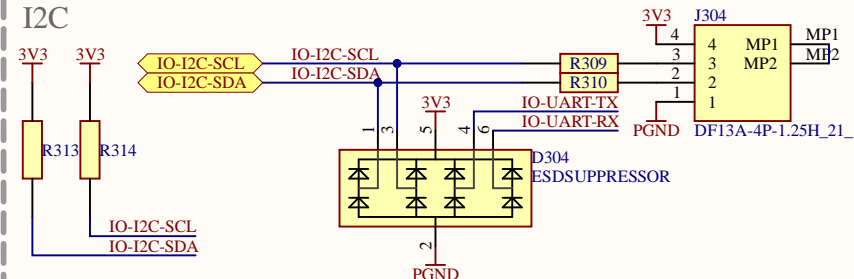 I2C
3V3
3V3
IO-I2C-SCL
IO-I2C-SDA
IO-I2C-SCL
IO-I2C-SDA
3V3
J304
4
3
2
1
4
3
2
1
MP1
MP2
MP1
MP2
R309
R310
PGND
DF13A-4P-1.25H_21_
IO-UART-TX
IO-UART-RX
3V3
1
3
5
4
6
D304
ESDSUPPRESSOR
R313
R314
IO-I2C-SCL
IO-I2C-SDA
2
PGND